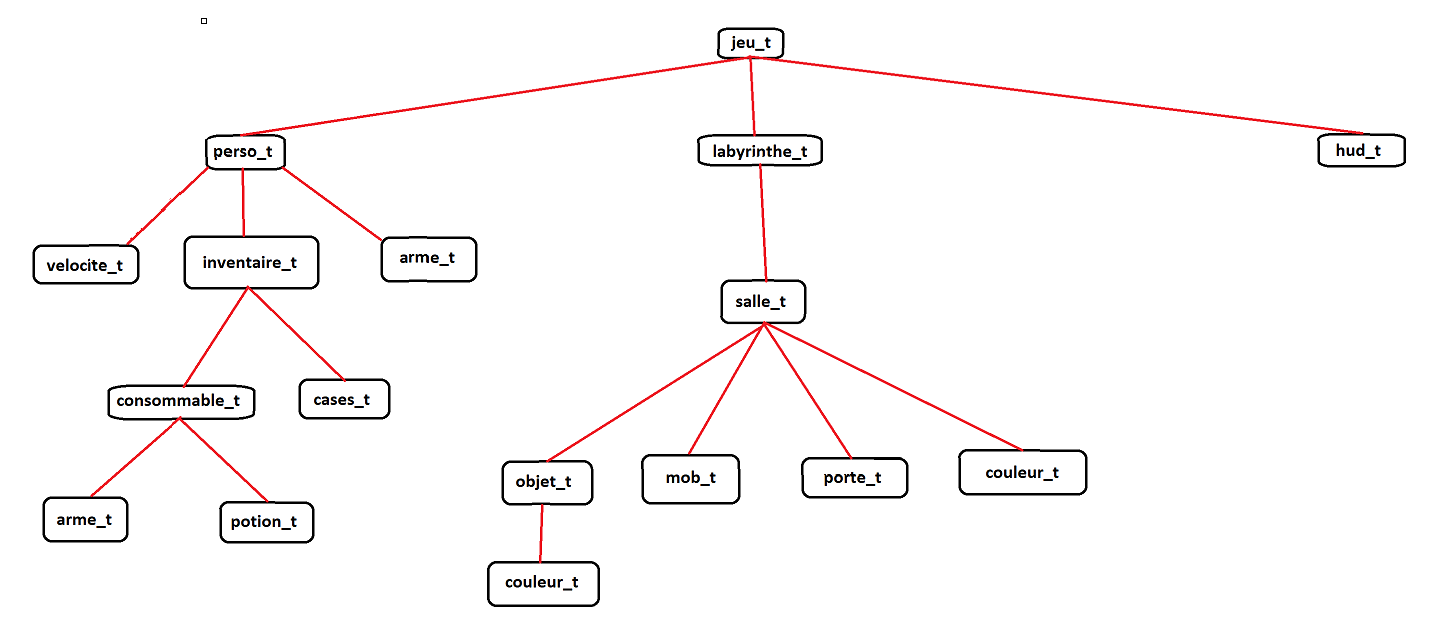 jeu_t
perso_t
labyrinthe_t
hud_t
velocite_t
inventaire_t
arme_t
salle_t
consommable_t
cases_t
objet_t
mob_t
porte_t
couleur_t
arme_t
potion_t
couleur_t